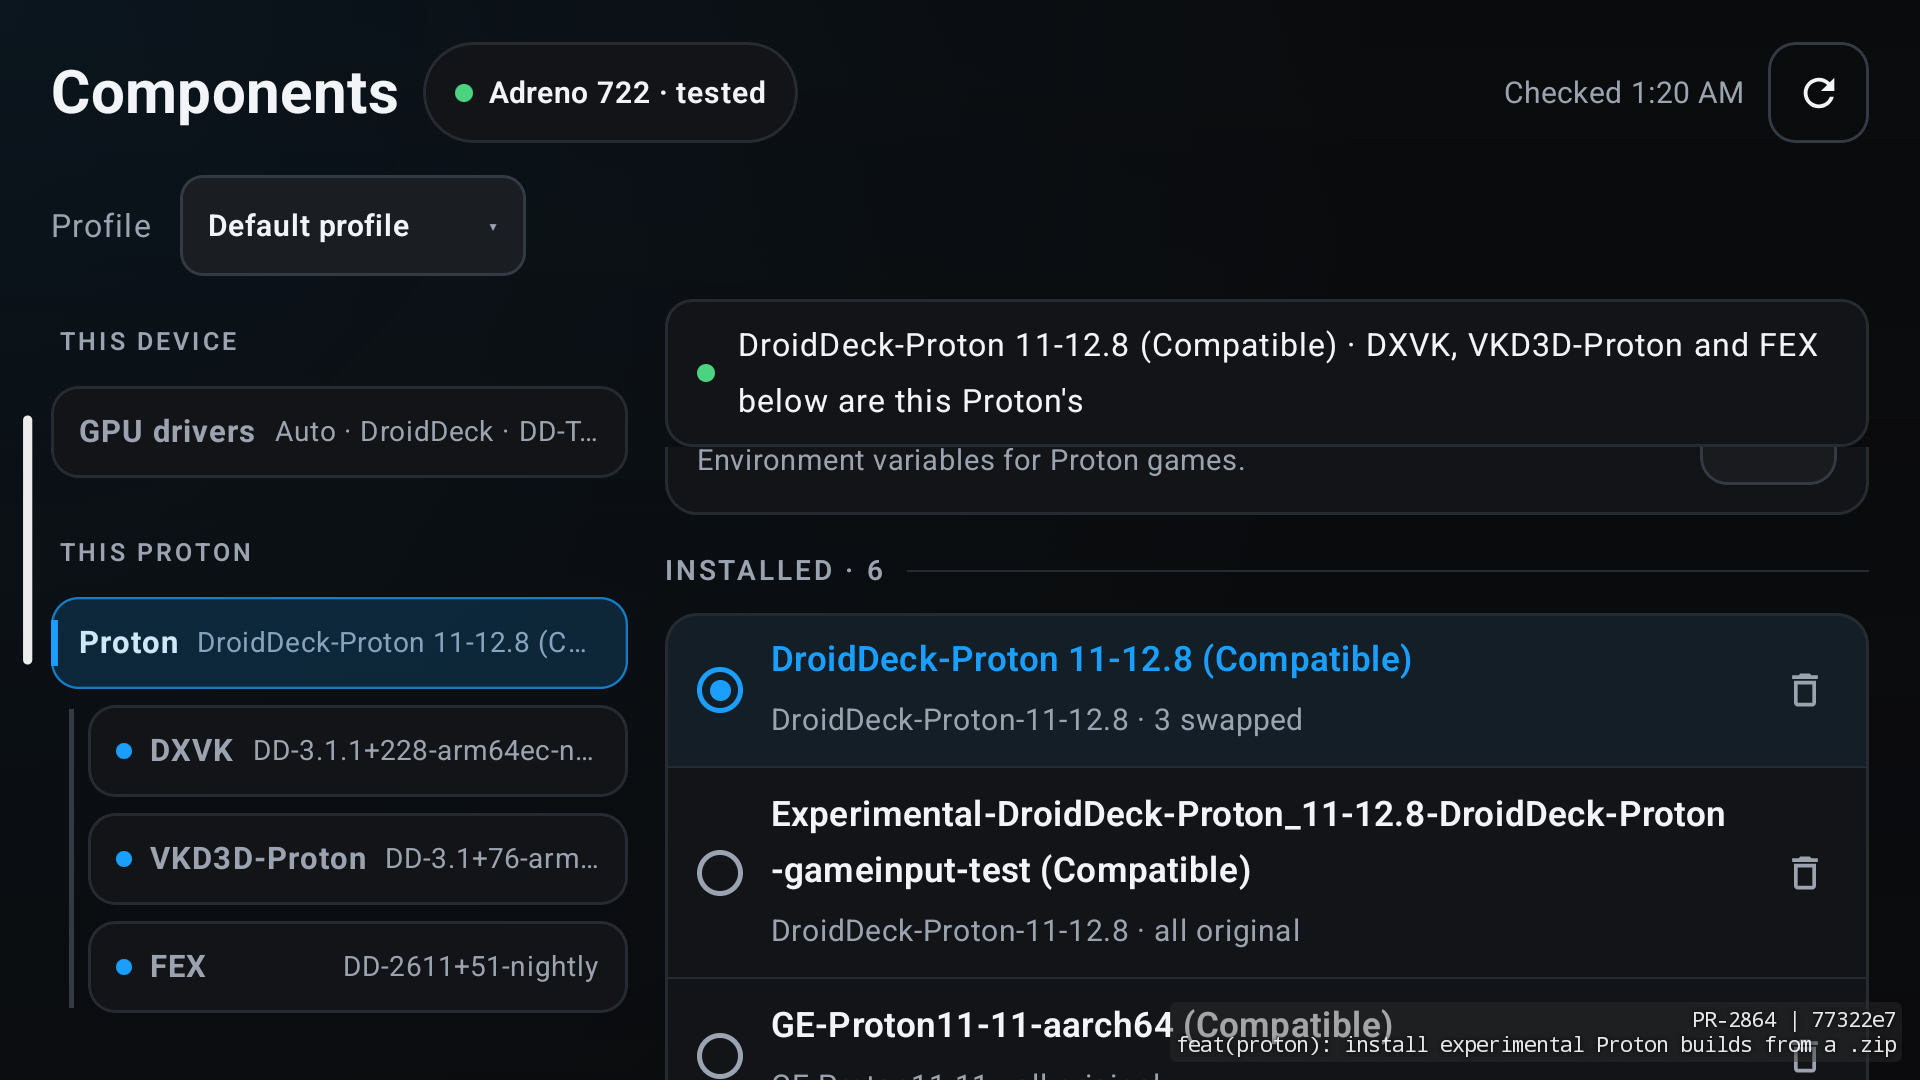 Components
Adreno 722 · tested
Checked 1:20 AM
Profile
Default profile
THIS DEVICE
GPU drivers Auto · DroidDeck · DD-T...
THIS PROTON
Proton DroidDeck-Proton 11-12.8 (C...
DXVK DD-3.1.1+228-arm64ec-n...
VKD3D-Proton DD-3.1+76-arm...
FEX DD-2611+51-nightly
DroidDeck-Proton 11-12.8 (Compatible) · DXVK, VKD3D-Proton and FEX
below are this Proton's
Environment variables for Proton games.
INSTALLED · 6
DroidDeck-Proton 11-12.8 (Compatible)
DroidDeck-Proton-11-12.8 · 3 swapped
Experimental-DroidDeck-Proton_11-12.8-DroidDeck-Proton
-gameinput-test (Compatible)
DroidDeck-Proton-11-12.8 · all original
GE-Proton11-11-aarch64 (Compatible)
PR-2864 | 77322e7
feat(proton): install experimental Proton builds from a .zip